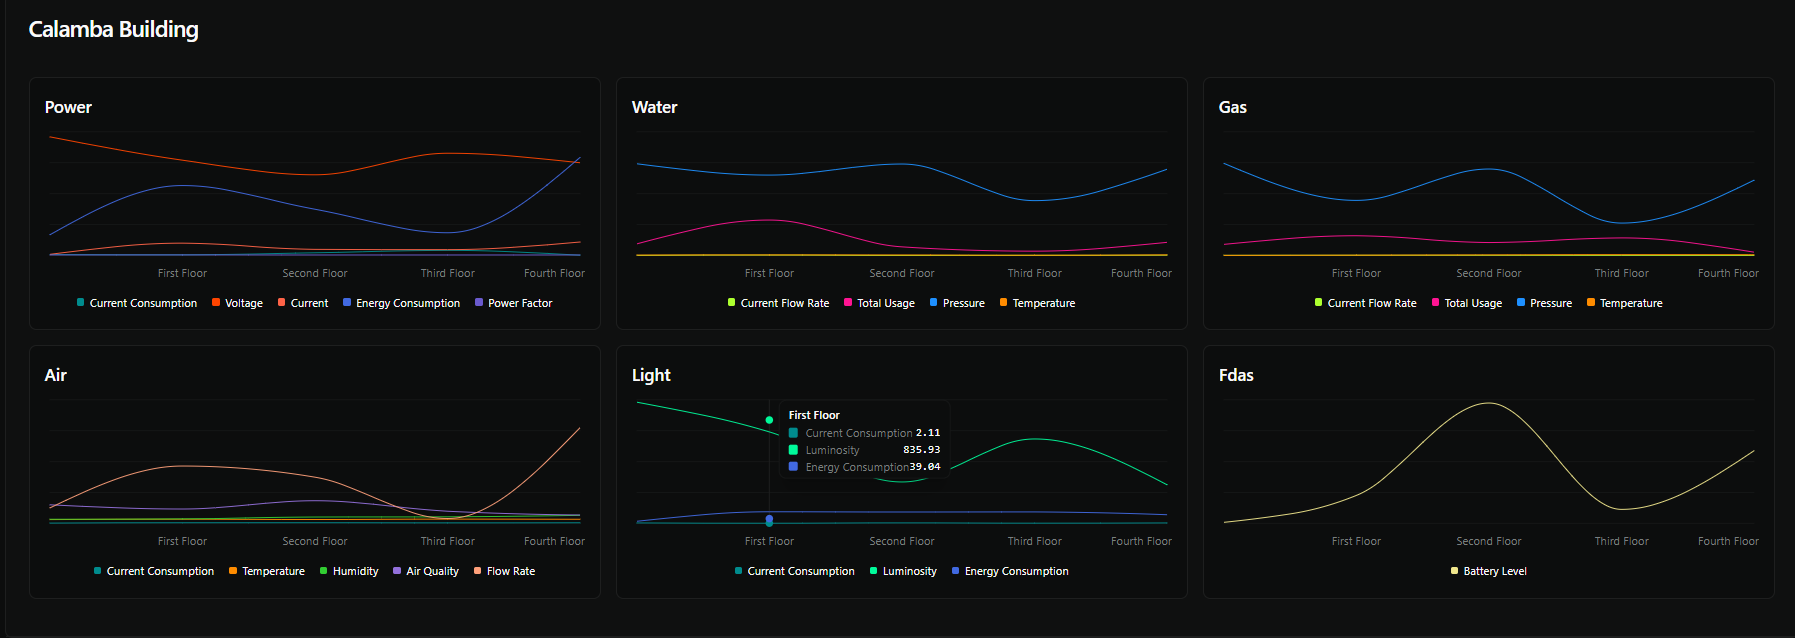 Calamba Building
Power
First Floor Second Floor Third Floor Fourth Floor
Current Consumption Voltage Current Energy Consumption Power Factor
Water
First Floor Second Floor Third Floor Fourth Floor
Current Flow Rate Total Usage Pressure Temperature
Gas
First Floor Second Floor Third Floor Fourth Floor
Current Flow Rate Total Usage Pressure Temperature
Air
First Floor Second Floor Third Floor Fourth Floor
Current Consumption Temperature Humidity Air Quality Flow Rate
Light
First Floor
Current Consumption 2.11
Luminosity 835.93
Energy Consumption 39.04
First Floor Second Floor Third Floor Fourth Floor
Current Consumption Luminosity Energy Consumption
Fdas
First Floor Second Floor Third Floor Fourth Floor
Battery Level